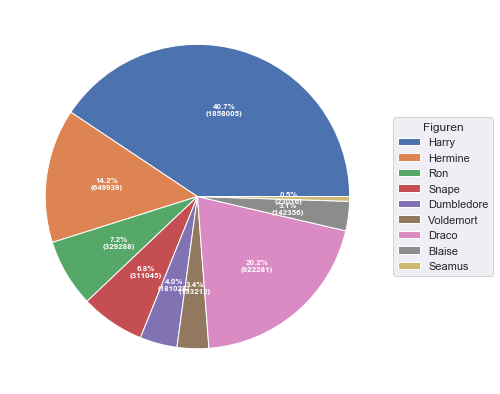 40.7%
(1858005)
14.2%
(649939)
7.2%
(329288)
6.8%
(311045)
4.0%
3.4%
20.2%
(922281)
3.1%
(142356)
0.5%
Figuren
Harry
Hermine
Ron
Snape
Dumbledore
Voldemort
Draco
Blaise
Seamus